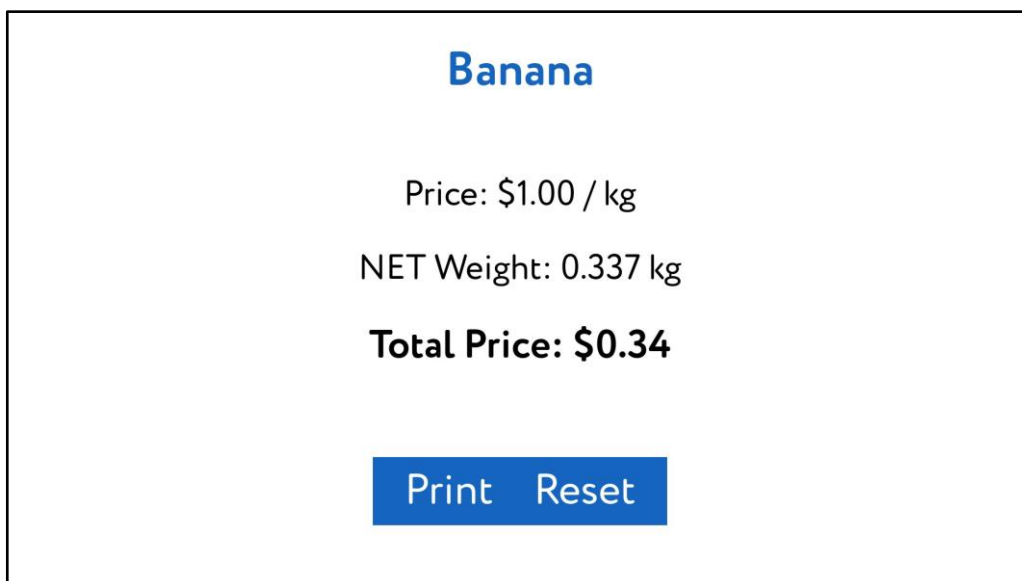 Banana
Price: $1.00 / kg
NET Weight: 0.337 kg
Total Price: $0.34
Print Reset